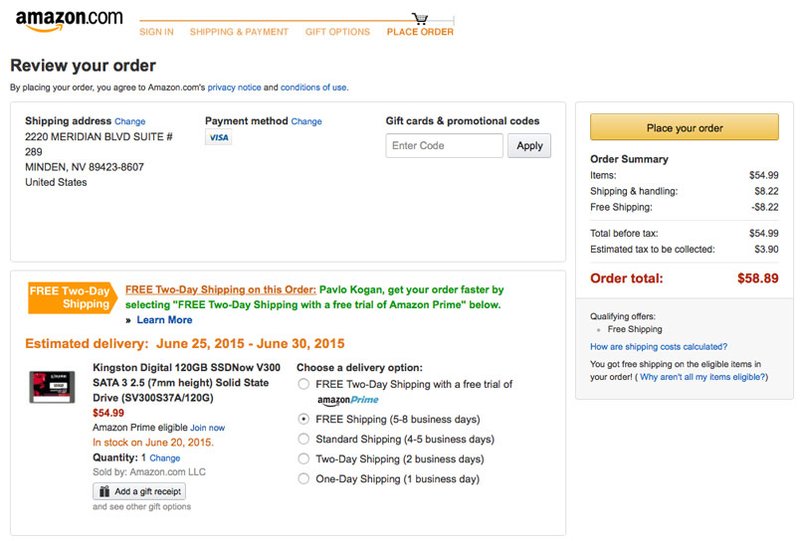 amazon.com
SIGN IN SHIPPING & PAYMENT GIFT OPTIONS PLACE ORDER
Review your order
By placing your order, you agree to Amazon.com's privacy notice and conditions of use.
Shipping address Change
2220 MERIDIAN BLVD SUITE #
289
MINDEN, NV 89423-8607
United States
Payment method Change
VISA
Gift cards & promotional codes
Enter Code Apply
Place your order
Order Summary
Items: $54.99
Shipping & handling: $8.22
Free Shipping: -$8.22
Total before tax: $54.99
Estimated tax to be collected: $3.90
Order total: $58.89
Qualifying offers:
Free Shipping
How are shipping costs calculated?
You got free shipping on the eligible items in
your order! ( Why aren't all my items eligible?)
FREE Two-Day
Shipping
FREE Two-Day Shipping on this Order: Pavlo Kogan, get your order faster by
selecting "FREE Two-Day Shipping with a free trial of Amazon Prime" below.
» Learn More
Estimated delivery: June 25, 2015 - June 30, 2015
Kingston Digital 120GB SSDNow V300
SATA 3 2.5 (7mm height) Solid State
Drive (SV300S37A/120G)
$54.99
Amazon Prime eligible Join now
In stock on June 20, 2015.
Quantity: 1 Change
Sold by: Amazon.com LLC
Add a gift receipt
and see other gift options
Choose a delivery option:
FREE Two-Day Shipping with a free trial of
amazonPrime
FREE Shipping (5-8 business days)
Standard Shipping (4-5 business days)
Two-Day Shipping (2 business days)
One-Day Shipping (1 business day)